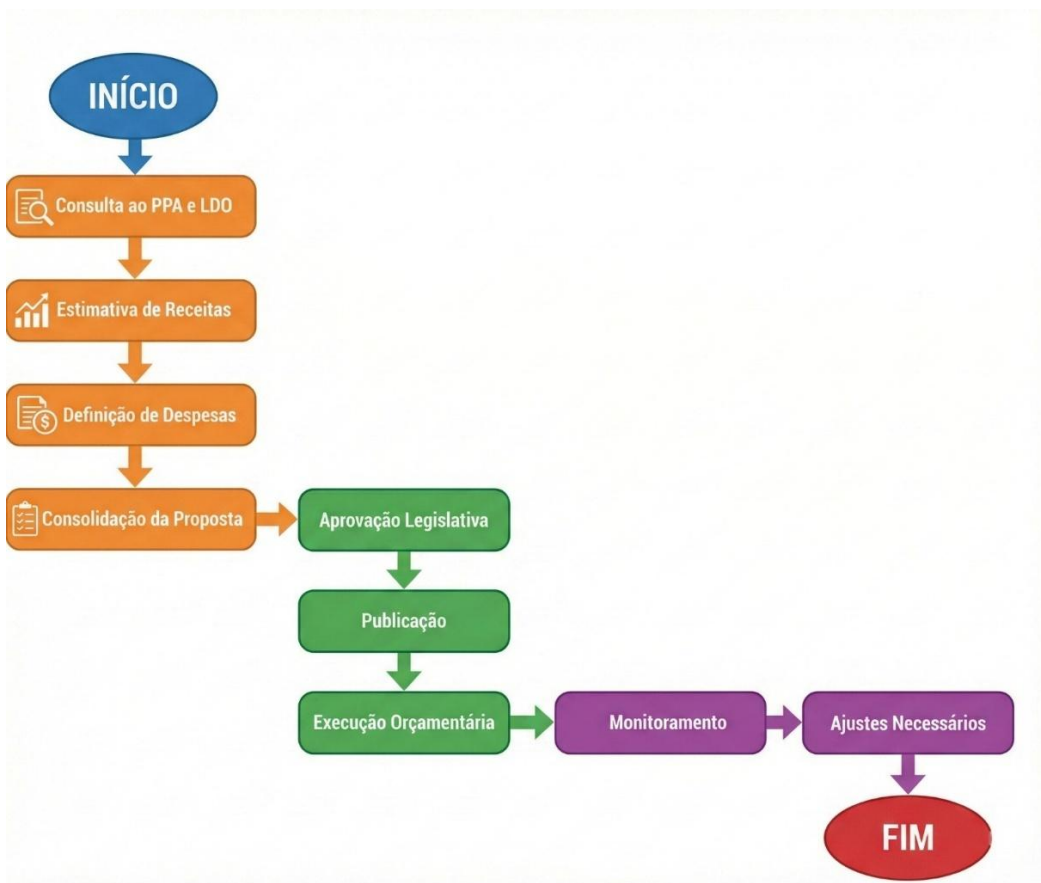 INÍCIO
Consulta ao PPA e LDO
Estimativa de Receitas
Definição de Despesas
Consolidação da Proposta
Aprovação Legislativa
Publicação
Execução Orçamentária
Monitoramento
Ajustes Necessários
FIM